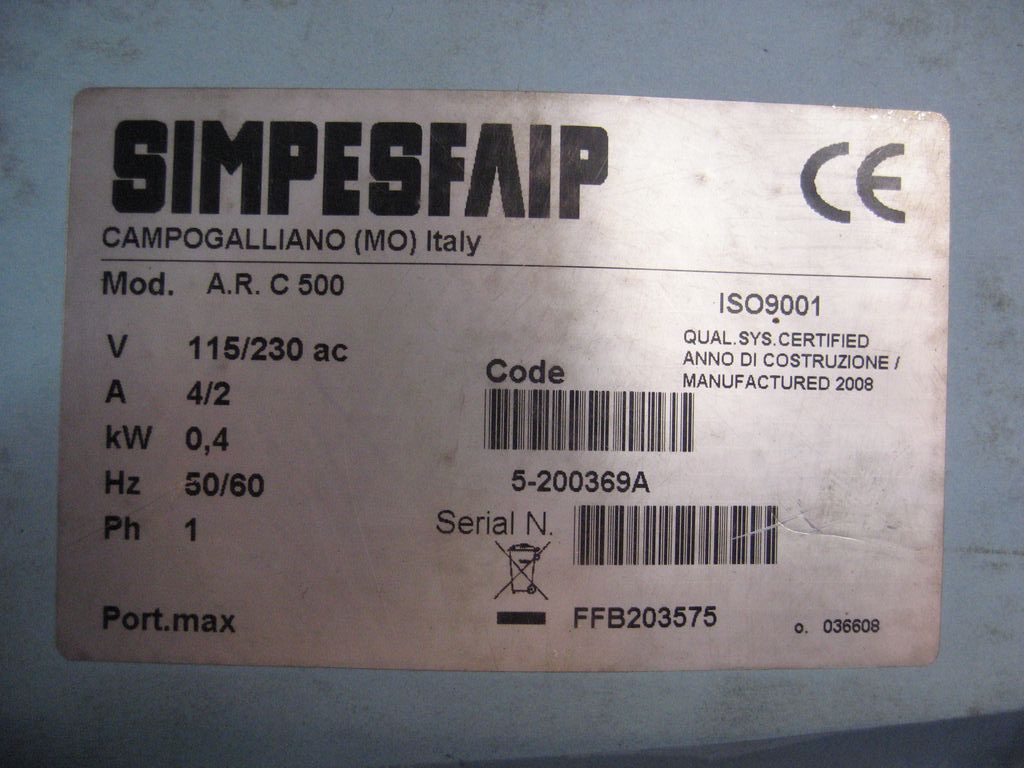 SIMPESFAIP
CE
CAMPOGALLIANO (MO) Italy
Mod. A.R. C 500
ISO9001
QUAL.SYS.CERTIFIED
ANNO DI COSTRUZIONE /
MANUFACTURED 2008
V 115/230 ac
A 4/2
kW 0,4
Hz 50/60
Ph 1
Code
5-200369A
Serial N.
FFB203575
Port.max
o. 036608